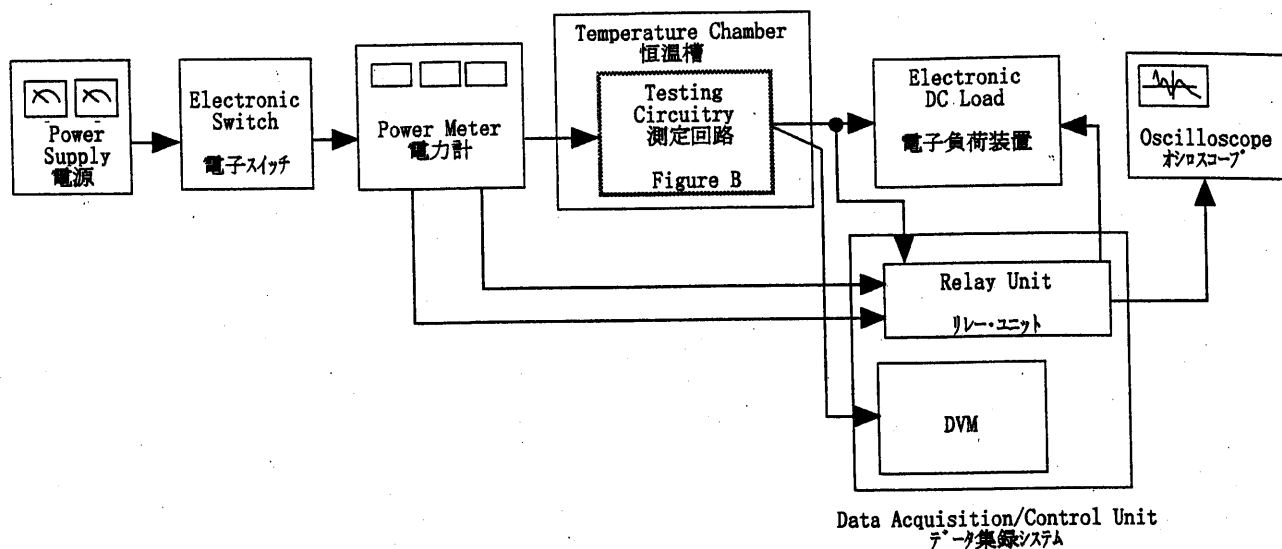 Power
Supply
電源
Electronic
Switch
電子スイッチ
Power Meter
電力計
Temperature Chamber
恒温槽
Testing
Circuitry
測定回路
Figure B
Electronic
DC Load
電子負荷装置
Oscilloscope
オシロスコープ
Relay Unit
リレー・ユニット
DVM
Data Acquisition/Control Unit
データ集録システム